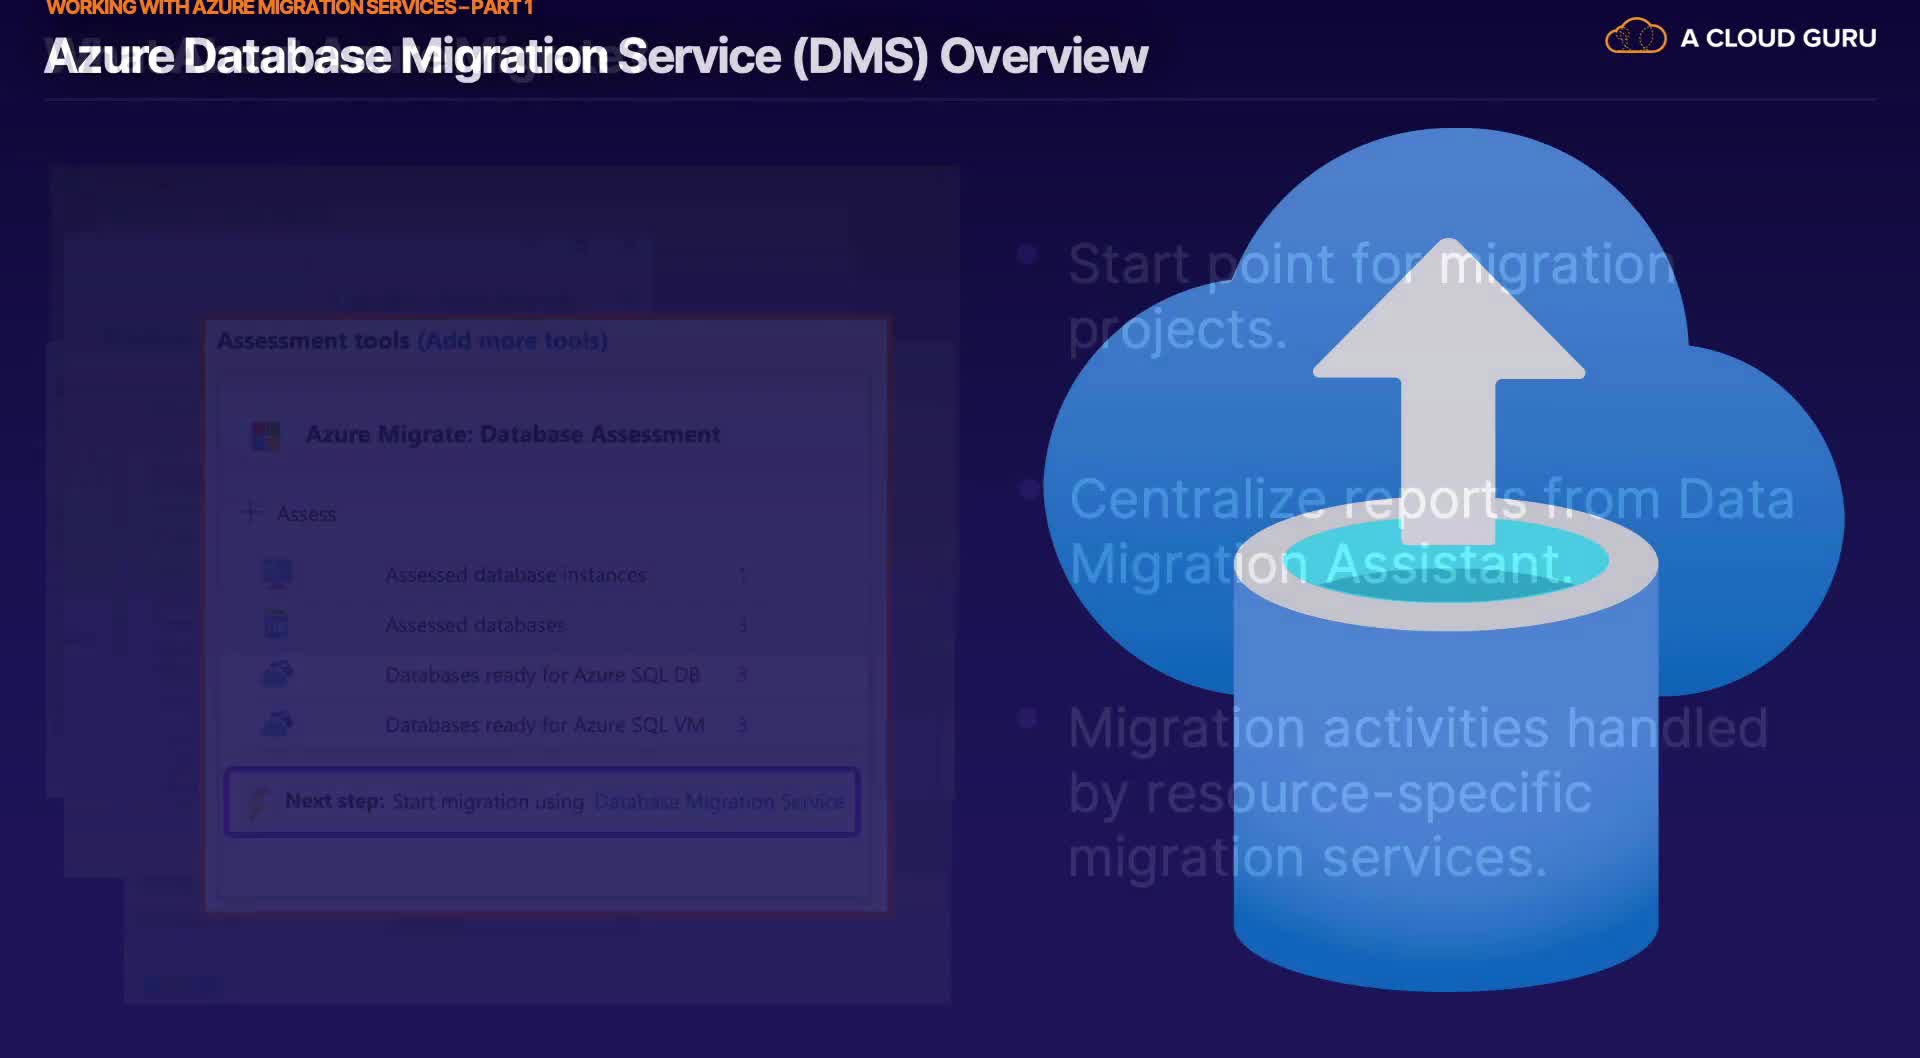 WORKING WITH AZURE MIGRATION SERVICES – PART 1
Azure Database Migration Service (DMS) Overview
A CLOUD GURU
Assessment tools (Add more tools)
Azure Migrate: Database Assessment
Assess
Assessed database instances 1
Assessed databases 3
Databases ready for Azure SQL DB 3
Databases ready for Azure SQL VM 3
Next step: Start migration using Database Migration Service
Start point for migration
projects.
Centralize reports from Data
Migration Assistant.
Migration activities handled
by resource-specific
migration services.